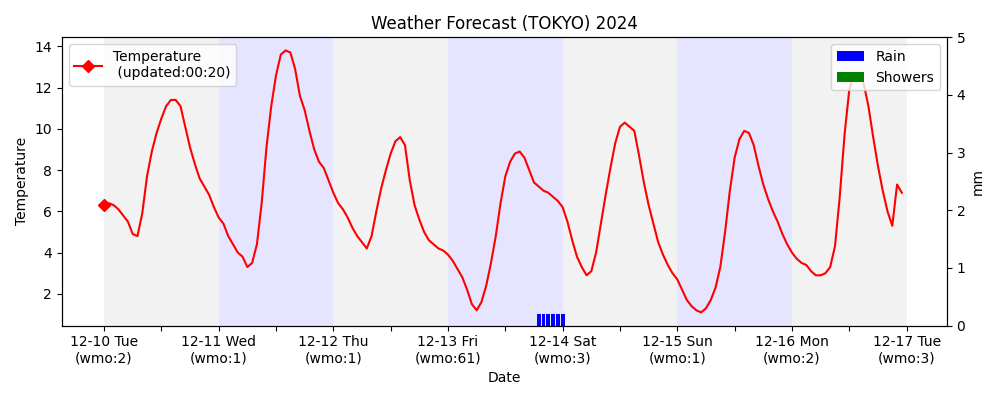 Weather Forecast (TOKYO) 2024
Temperature
(updated:00:20)
Rain
Showers
14
12
10
8
6
4
2
Temperature
5
4
3
2
1
0
mm
12-10 Tue
(wmo:2)
12-11 Wed
(wmo:1)
12-12 Thu
(wmo:1)
12-13 Fri
(wmo:61)
12-14 Sat
(wmo:3)
12-15 Sun
(wmo:1)
12-16 Mon
(wmo:2)
12-17 Tue
(wmo:3)
Date